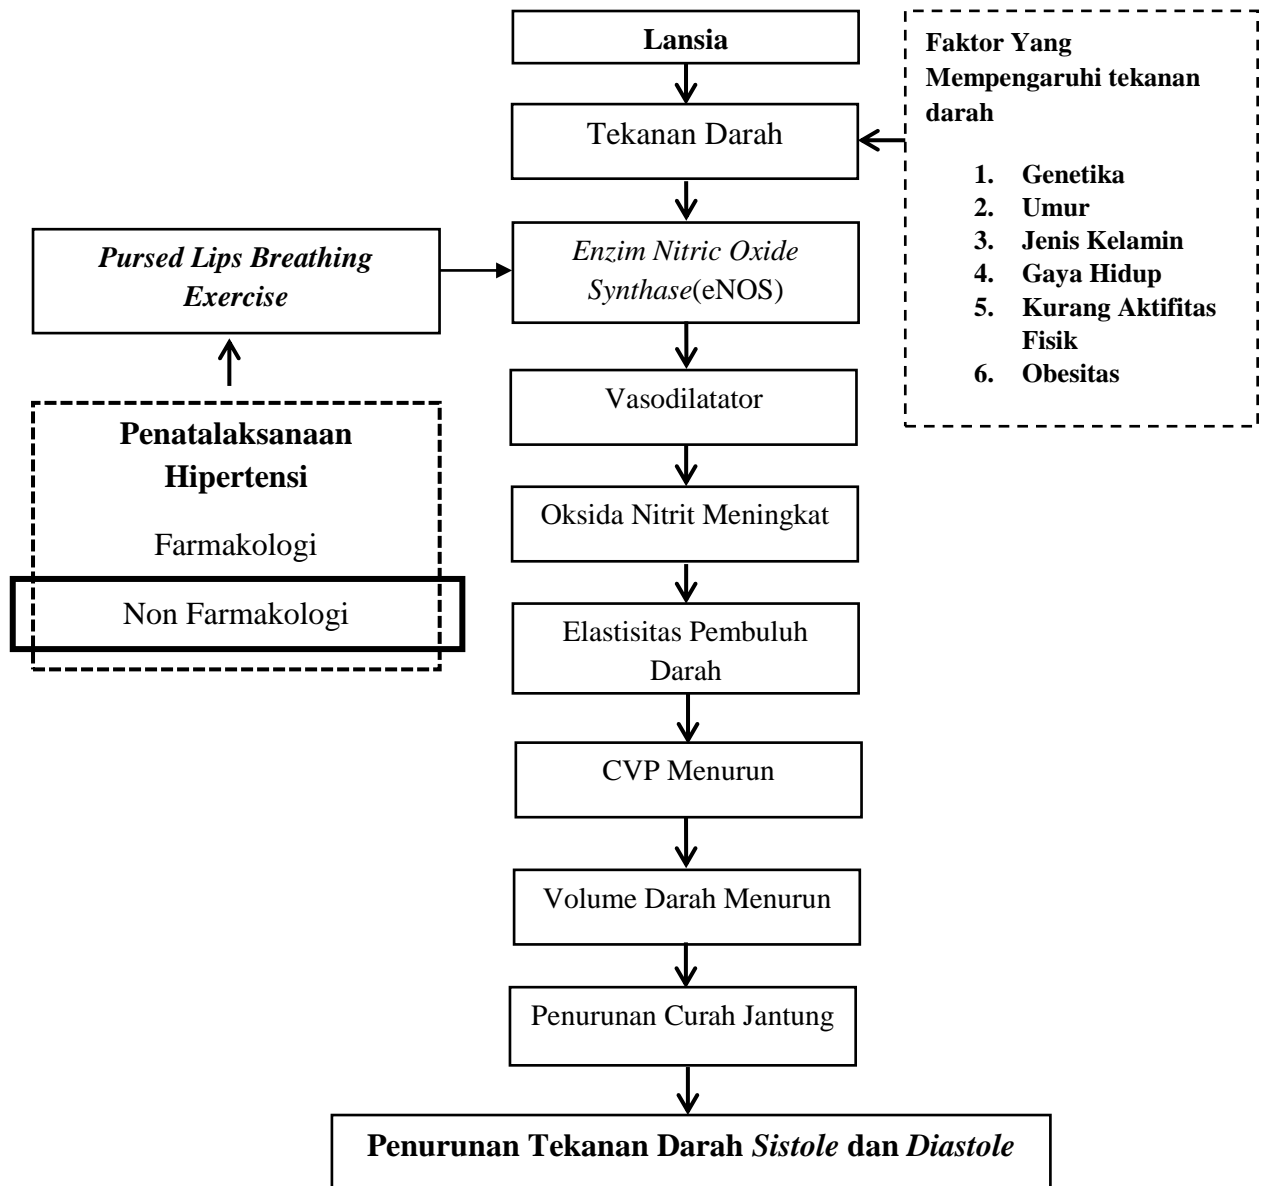 Lansia
Tekanan Darah
Faktor Yang
Mempengaruhi tekanan
darah
1. Genetika
2. Umur
3. Jenis Kelamin
4. Gaya Hidup
5. Kurang Aktifitas
Fisik
6. Obesitas
Pursed Lips Breathing
Exercise
Enzim Nitric Oxide
Synthase(eNOS)
Penatalaksanaan
Hipertensi
Farmakologi
Non Farmakologi
Vasodilatator
Oksida Nitrit Meningkat
Elastisitas Pembuluh
Darah
CVP Menurun
Volume Darah Menurun
Penurunan Curah Jantung
Penurunan Tekanan Darah Sistole dan Diastole